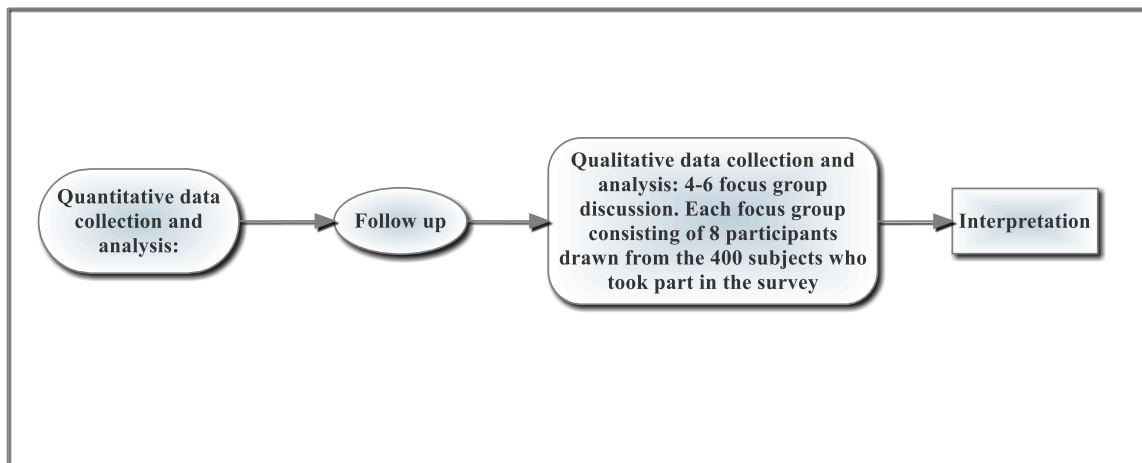 Quantitative data
collection and
analysis:
Follow up
Qualitative data collection and
analysis: 4-6 focus group
discussion. Each focus group
consisting of 8 participants
drawn from the 400 subjects who
took part in the survey
Interpretation